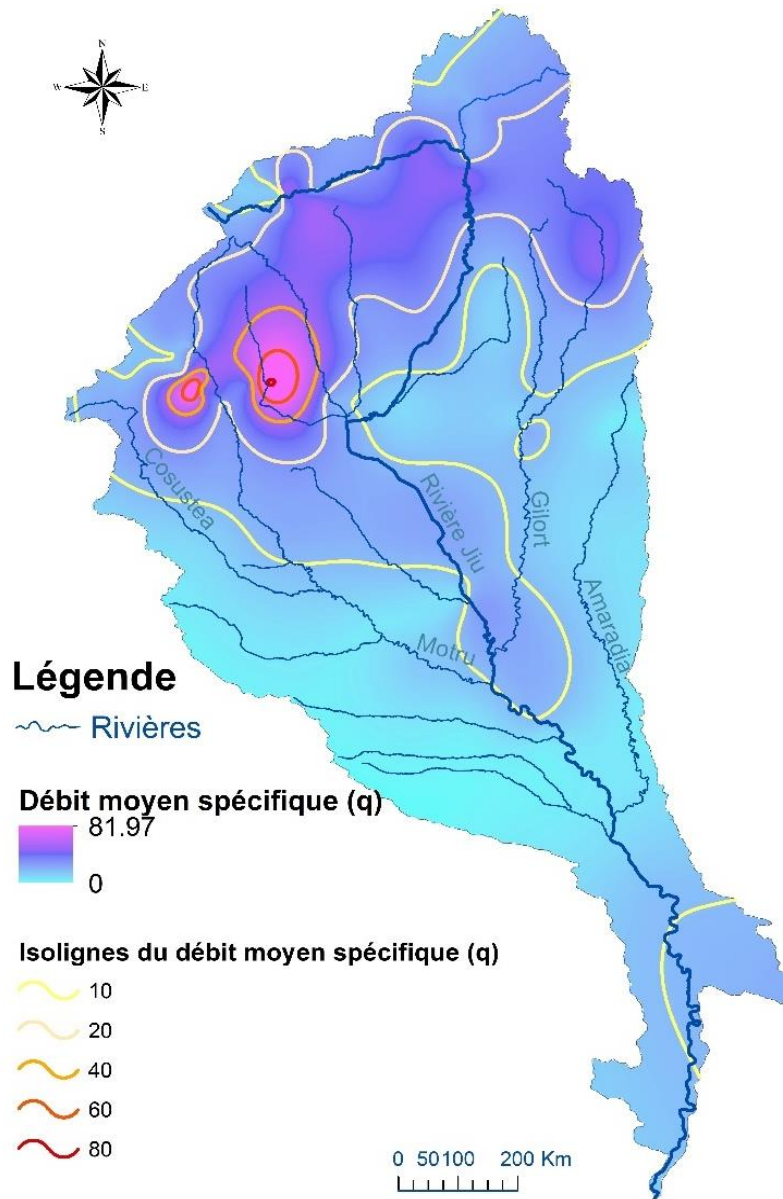 N
W
E
S
Cosustea
Rivière Jiu
Gilort
Amaradia
Motru
Légende
Rivières
Débit moyen spécifique (q)
81.97
0
Isolignes du débit moyen spécifique (q)
10
20
40
60
80
0 50100 200 Km